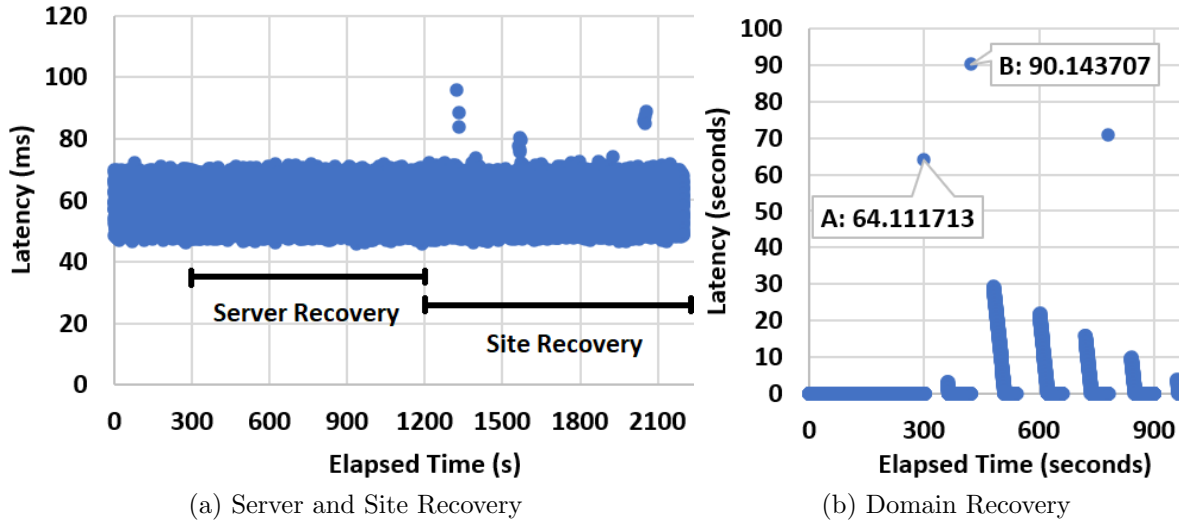 120
100
80
60
40
20
0
Latency (ms)
Server Recovery
Site Recovery
0 300 600 900 1200 1500 1800 2100
Elapsed Time (s)
(a) Server and Site Recovery
100
90
80
70
60
50
40
30
20
10
0
Latency (seconds)
B: 90.143707
A: 64.111713
0 300 600 900
Elapsed Time (seconds)
(b) Domain Recovery